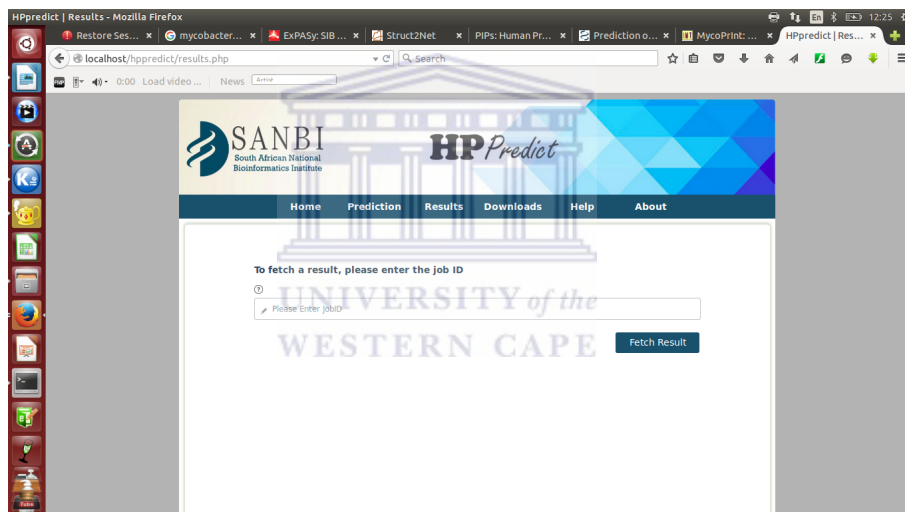 HPpredict | Results - Mozilla Firefox
En
12:25
Restore Ses... ×
mycobacter... ×
ExPASy: SIB ... ×
Struct2Net ×
PIPs: Human Pr... ×
Prediction o... ×
MycoPrInt: ... ×
HPpredict | Res... ×
localhost/hppredict/results.php
Search
0:00 Load video ...
News
Artist
SANBI
South African National
Bioinformatics Institute
HP Predict
Home Prediction Results Downloads Help About
To fetch a result, please enter the job ID
Please Enter JobID
Fetch Result
UNIVERSITY of the
WESTERN CAPE